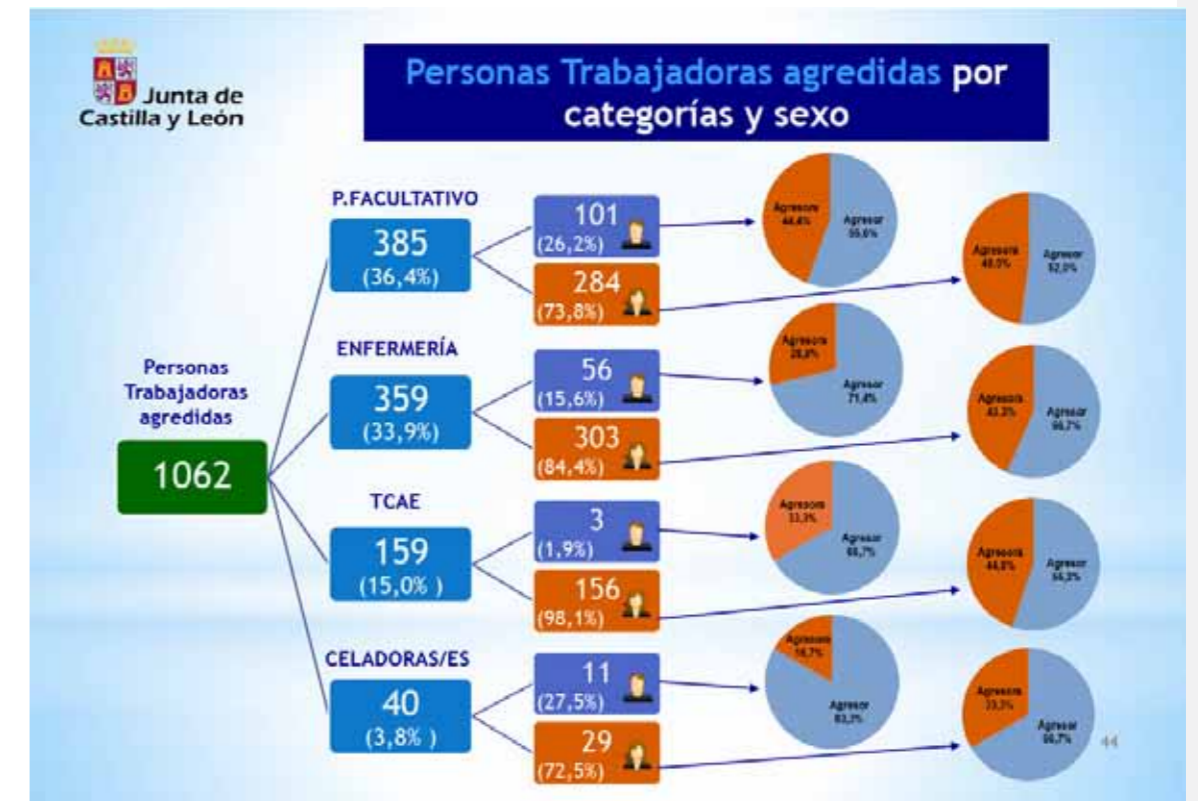 Junta de
Castilla y León
Personas Trabajadoras agredidas por
categorías y sexo
Personas
Trabajadoras
agredidas
1062
P.FACULTATIVO
385
(36,4%)
101
(26,2%)
284
(73,8%)
Agresora
44,4%
Agresor
55,6%
Agresora
48,0%
Agresor
52,0%
ENFERMERÍA
359
(33,9%)
56
(15,6%)
303
(84,4%)
Agresora
Agresor
71,4%
Agresora
43,3%
Agresor
TCAE
159
(15,0% )
3
(1,9%)
156
(98,1%)
Agresora
33,3%
Agresor
66,7%
Agresora
Agresor
CELADORAS/ES
40
(3,8% )
11
(27,5%)
29
(72,5%)
Agresora
16,7%
Agresor
83,3%
Agresora
33,3%
Agresor
66,7%
44